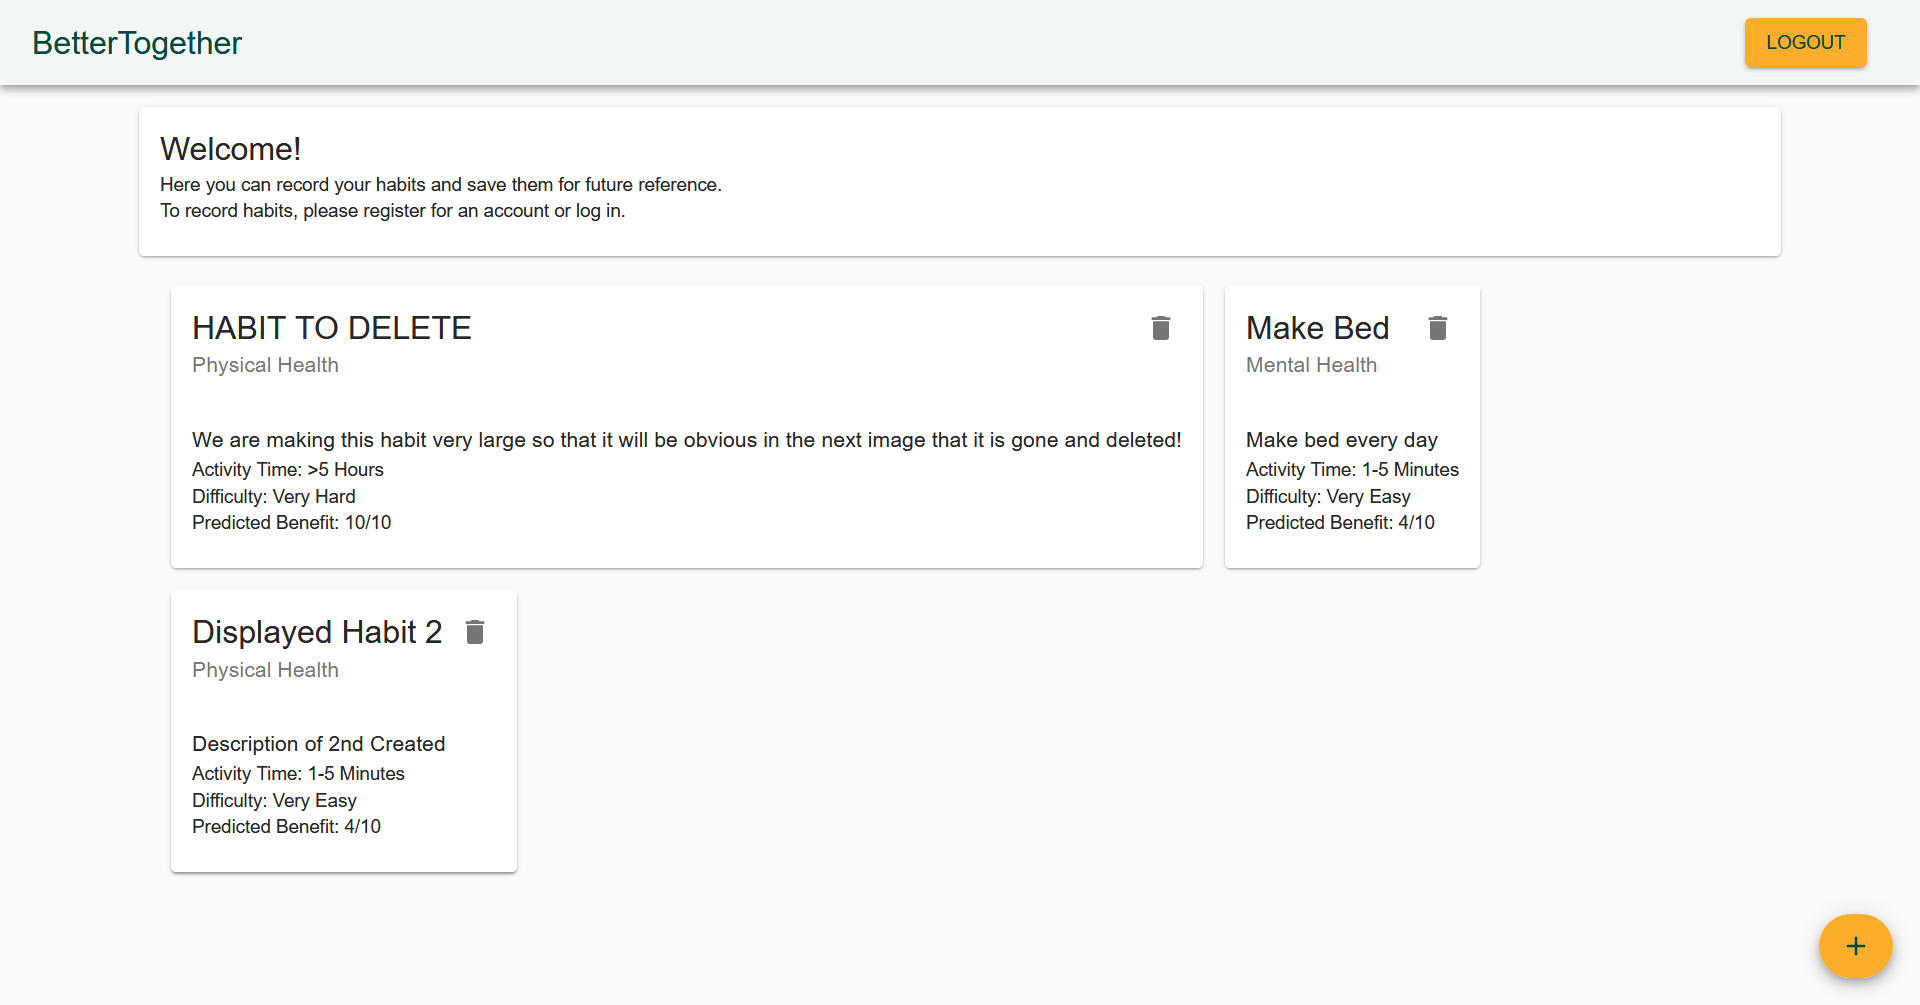 BetterTogether
LOGOUT
Welcome!
Here you can record your habits and save them for future reference.
To record habits, please register for an account or log in.
HABIT TO DELETE
Physical Health
We are making this habit very large so that it will be obvious in the next image that it is gone and deleted!
Activity Time: >5 Hours
Difficulty: Very Hard
Predicted Benefit: 10/10
Make Bed
Mental Health
Make bed every day
Activity Time: 1-5 Minutes
Difficulty: Very Easy
Predicted Benefit: 4/10
Displayed Habit 2
Physical Health
Description of 2nd Created
Activity Time: 1-5 Minutes
Difficulty: Very Easy
Predicted Benefit: 4/10
+